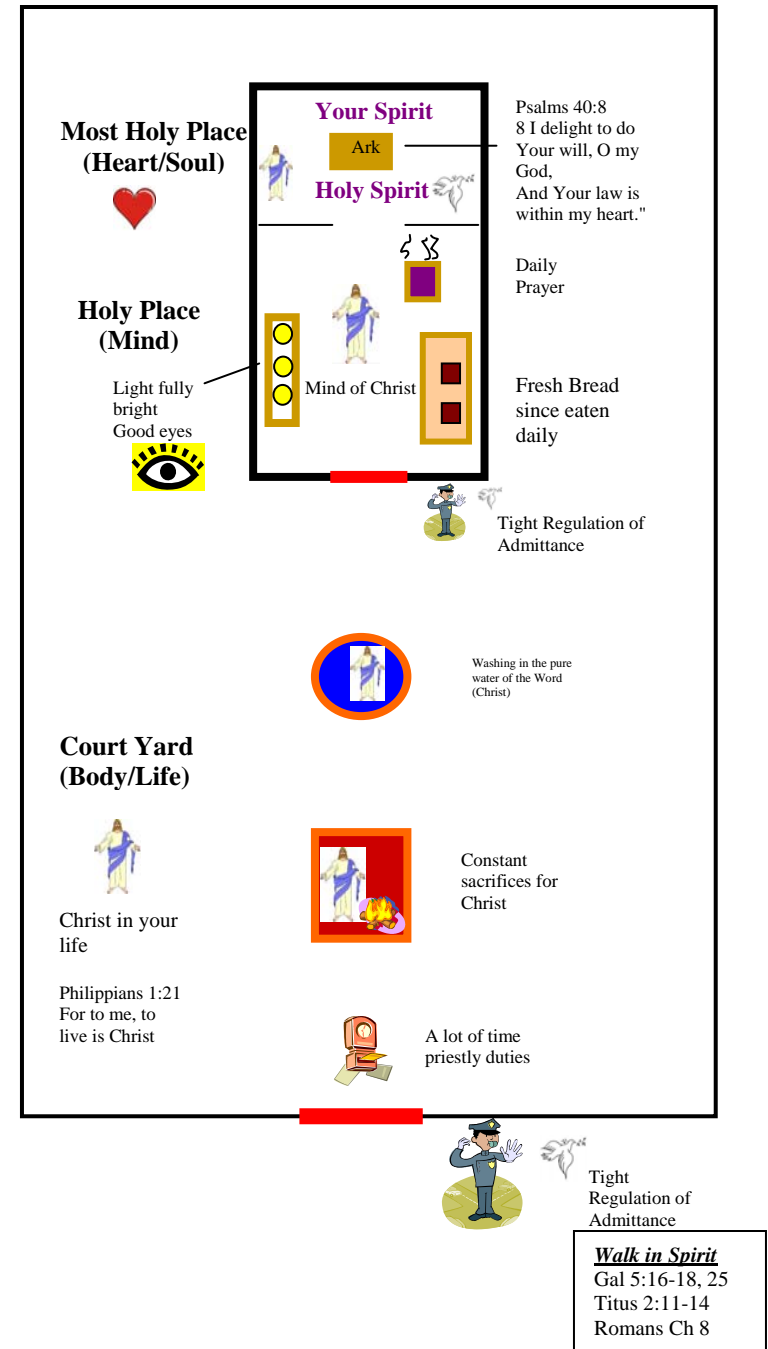 Most Holy Place
(Heart/Soul)
Your Spirit
Ark
Holy Spirit
Psalms 40:8
8 I delight to do
Your will, O my
God,
And Your law is
within my heart."
Daily
Prayer
Holy Place
(Mind)
Light fully
bright
Good eyes
Mind of Christ
Fresh Bread
since eaten
daily
Tight Regulation of
Admittance
Washing in the pure
water of the Word
(Christ)
Court Yard
(Body/Life)
Christ in your
life
Philippians 1:21
For to me, to
live is Christ
Constant
sacrifices for
Christ
A lot of time
priestly duties
Tight
Regulation of
Admittance
Walk in Spirit
Gal 5:16-18, 25
Titus 2:11-14
Romans Ch 8